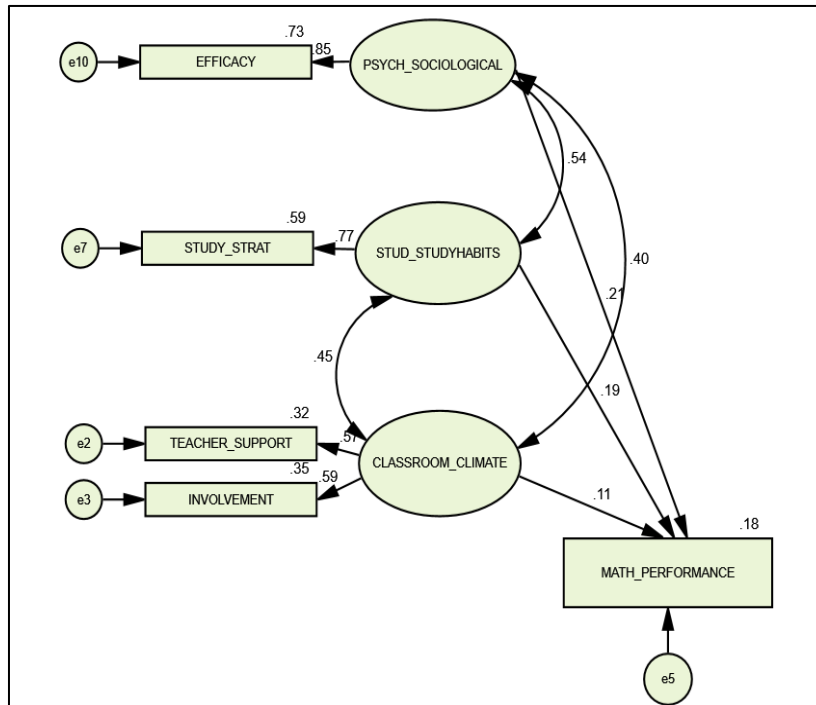 .73
e10
EFFICACY
.85
PSYCH_SOCIOLOGICAL
.54
.59
e7
STUDY_STRAT
.77
STUD_STUDYHABITS
.40
.21
.45
.19
.32
e2
TEACHER_SUPPORT
.57
CLASSROOM_CLIMATE
.35
.59
e3
INVOLVEMENT
.11
.18
MATH_PERFORMANCE
e5